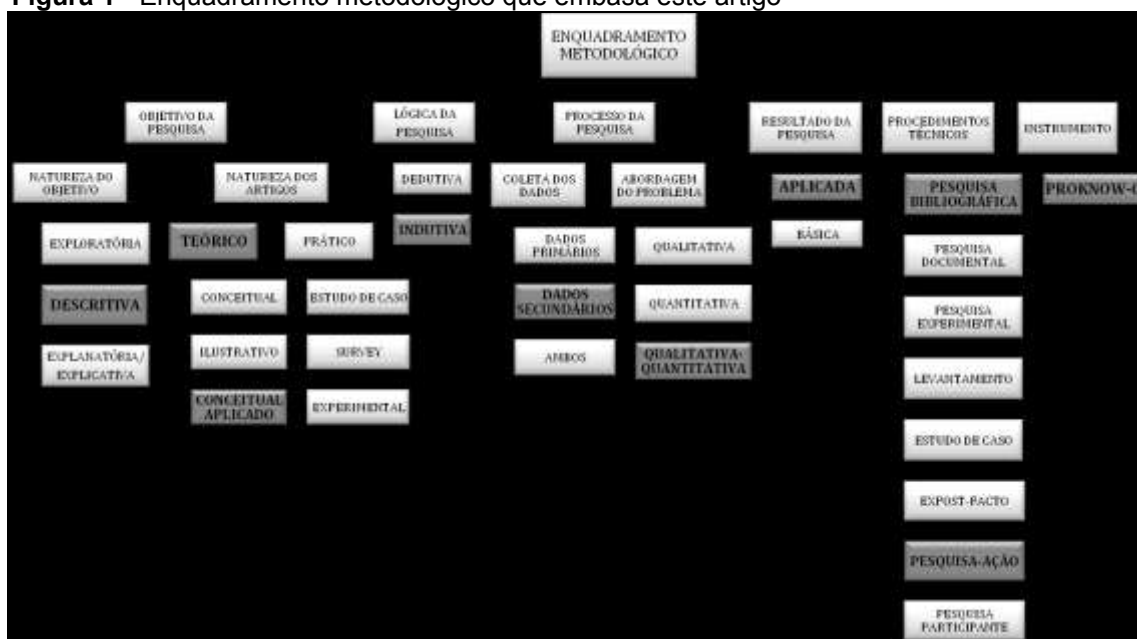 Figura 1 - Enquadramento metodológico que embasa este artigo
ENQUADRAMENTO
METODOLÓGICO
OBJETIVO DA
PESQUISA
LÓGICA DA
PESQUISA
PROCESSO DA
PESQUISA
RESULTADO DA
PESQUISA
PROCEDIMENTOS
TÉCNICOS
INSTRUMENTO
NATUREZA DO
OBJETIVO
NATUREZA DOS
ARTIGOS
DEDUTIVA
COLETA DOS
DADOS
ABORDAGEM
DO PROBLEMA
APLICADA
PESQUISA
BIBLIOGRÁFICA
PROKNOW-C
EXPLORATÓRIA
TEÓRICO
PRÁTICO
INDUTIVA
DADOS
PRIMÁRIOS
QUALITATIVA
BÁSICA
PESQUISA
DOCUMENTAL
DESCRITIVA
CONCEITUAL
ESTUDO DE CASO
DADOS
SECUNDÁRIOS
QUANTITATIVA
PESQUISA
EXPERIMENTAL
EXPLANATÓRIA/
EXPLICATIVA
ILUSTRATIVO
SURVEY
AMBOS
QUALITATIVA-
QUANTITATIVA
LEVANTAMENTO
CONCEITUAL
APLICADO
EXPERIMENTAL
ESTUDO DE CASO
EXPOST-FACTO
PESQUISA-AÇÃO
PESQUISA
PARTICIPANTE